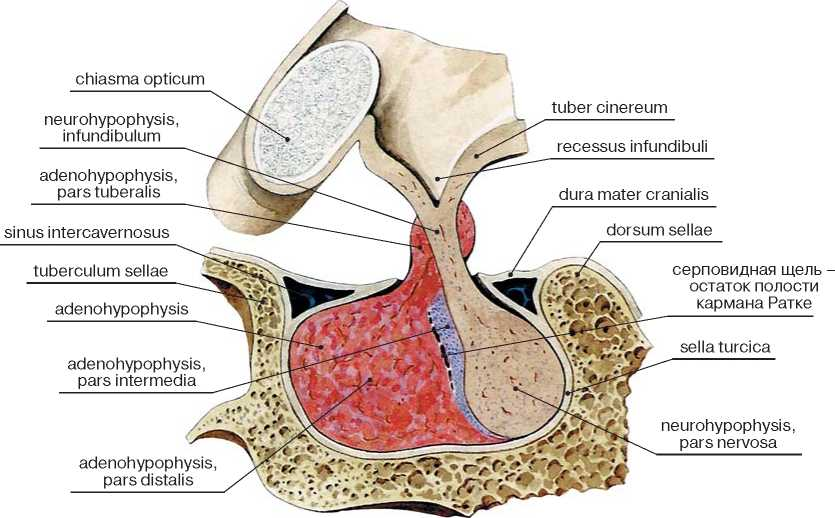 chiasma opticum
neurohypophysis,
infundibulum
adenohypophysis,
pars tuberalis
sinus intercavernosus
tuberculum sellae
adenohypophysis
adenohypophysis,
pars intermedia
adenohypophysis,
pars distalis
tuber cinereum
recessus infundibuli
dura mater cranialis
dorsum sellae
серповидная щель –
остаток полости
кармана Ратке
sella turcica
neurohypophysis,
pars nervosa